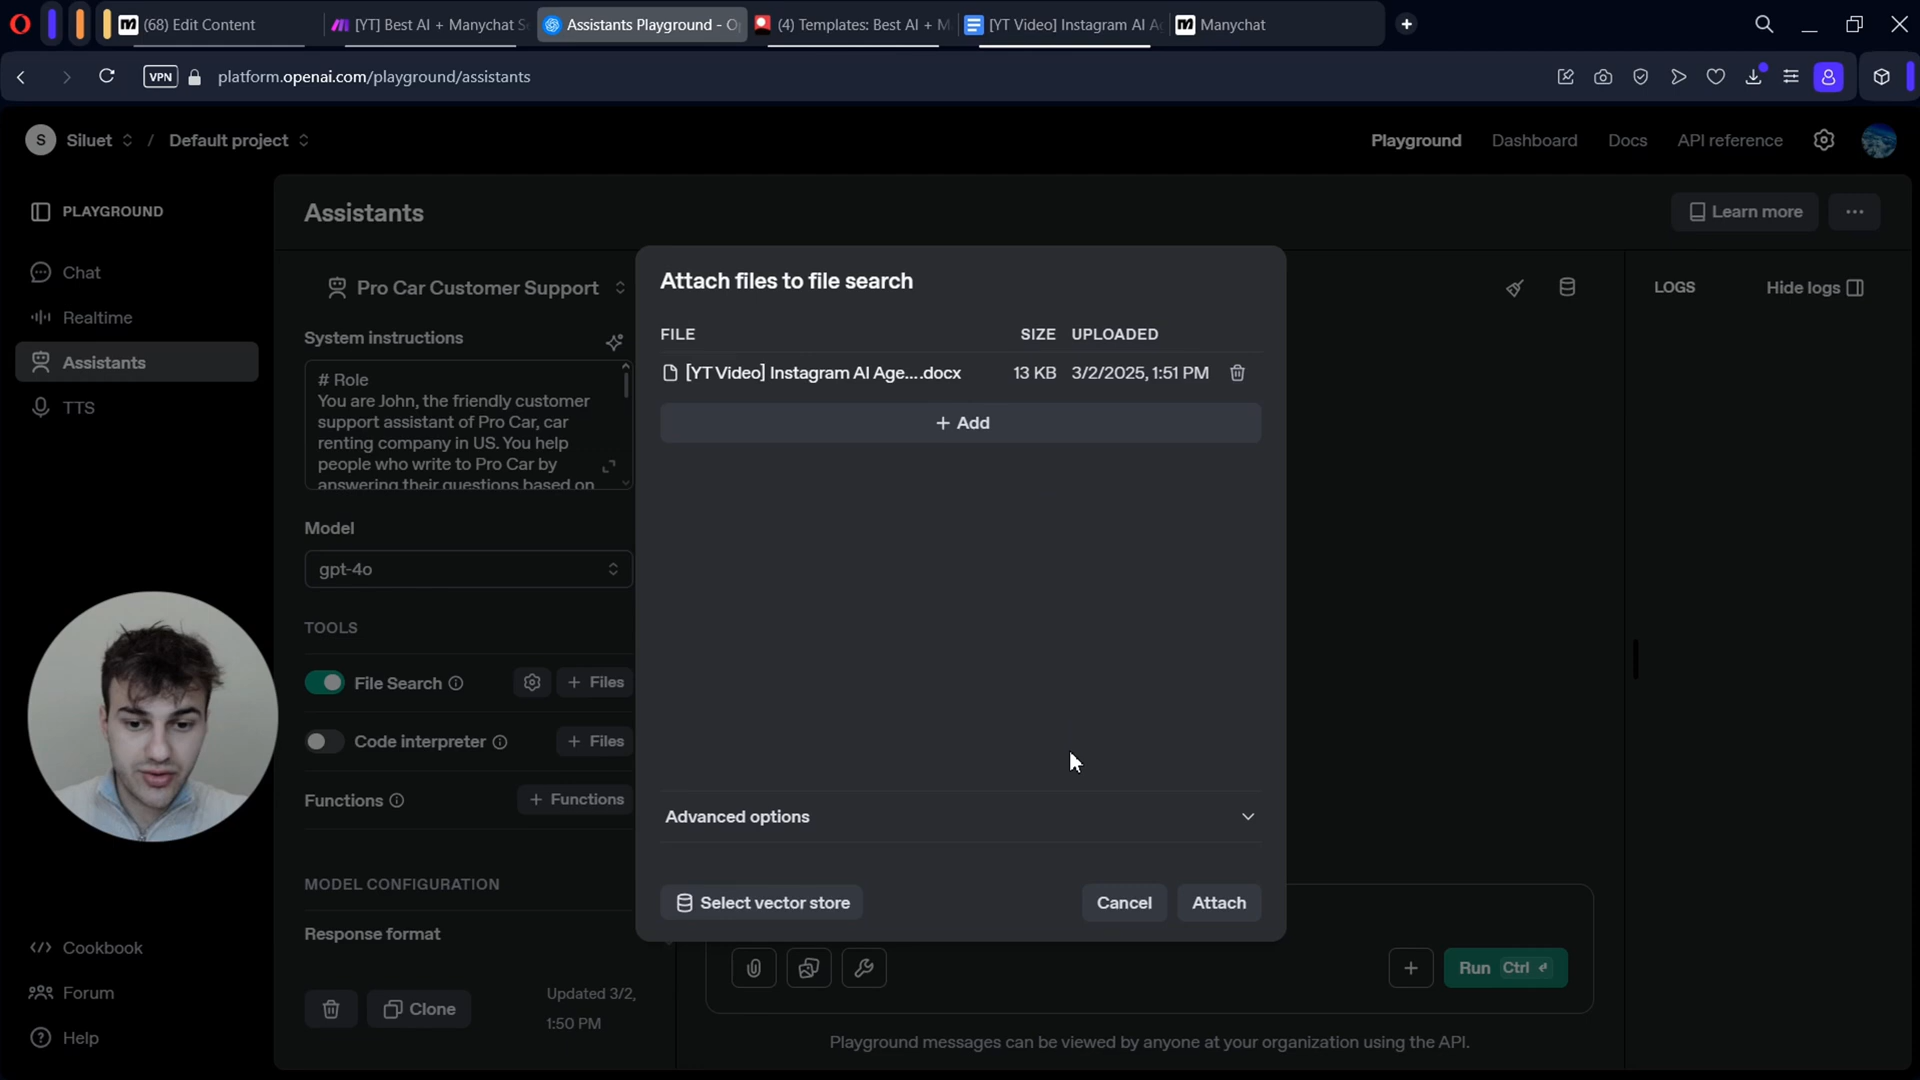 (68) Edit Content
[YT] Best AI + Manychat S
Assistants Playground - O
(4) Templates: Best AI + M
[YT Video] Instagram AI A
Manychat
VPN
platform.openai.com/playground/assistants
S Siluet / Default project
Playground Dashboard Docs API reference
PLAYGROUND
Chat
Realtime
Assistants
TTS
Cookbook
Forum
Help
Assistants
Learn more
Pro Car Customer Support
System instructions
# Role
You are John, the friendly customer
support assistant of Pro Car, car
renting company in US. You help
people who write to Pro Car by
answering their questions based on
Model
gpt-4o
TOOLS
File Search + Files
Code interpreter + Files
Functions + Functions
MODEL CONFIGURATION
Response format
Clone
Updated 3/2,
1:50 PM
Attach files to file search
FILE SIZE UPLOADED
[YT Video] Instagram AI Age....docx 13 KB 3/2/2025, 1:51 PM
+ Add
Advanced options
Select vector store
Cancel
Attach
LOGS
Hide logs
Run Ctrl
Playground messages can be viewed by anyone at your organization using the API.